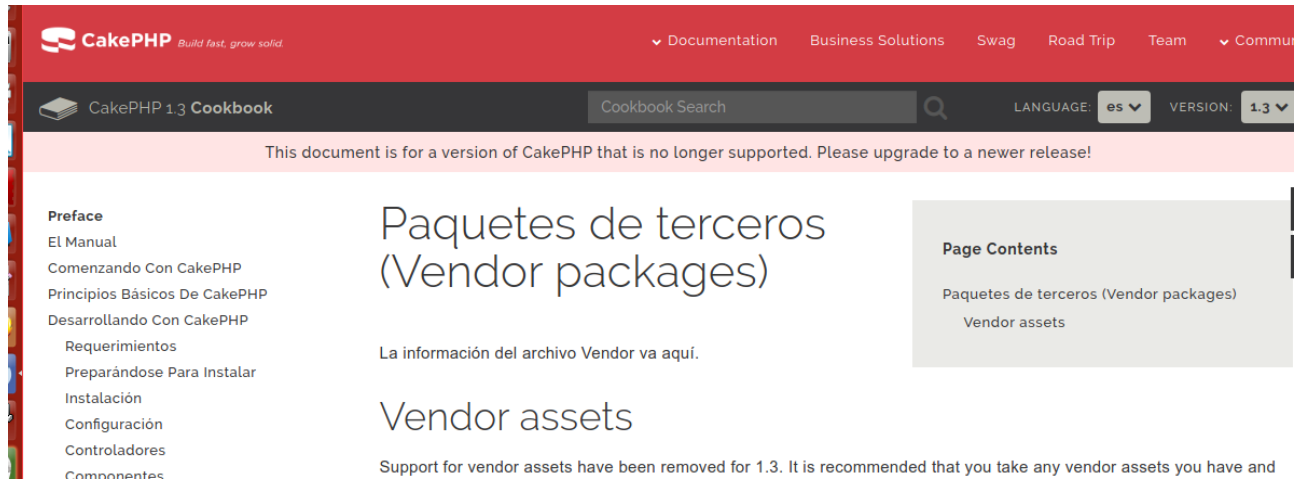 CakePHP Build fast, grow solid.
Documentation Business Solutions Swag Road Trip Team
CakePHP 1.3 Cookbook
Cookbook Search
LANGUAGE: es VERSION: 1.3
This document is for a version of CakePHP that is no longer supported. Please upgrade to a newer release!
Preface
El Manual
Comenzando Con CakePHP
Principios Básicos De CakePHP
Desarrollando Con CakePHP
Requerimientos
Preparándose Para Instalar
Instalación
Configuración
Controladores
Componentes
Paquetes de terceros
(Vendor packages)
La información del archivo Vendor va aquí.
Vendor assets
Support for vendor assets have been removed for 1.3. It is recommended that you take any vendor assets you have and
Page Contents
Paquetes de terceros (Vendor packages)
Vendor assets